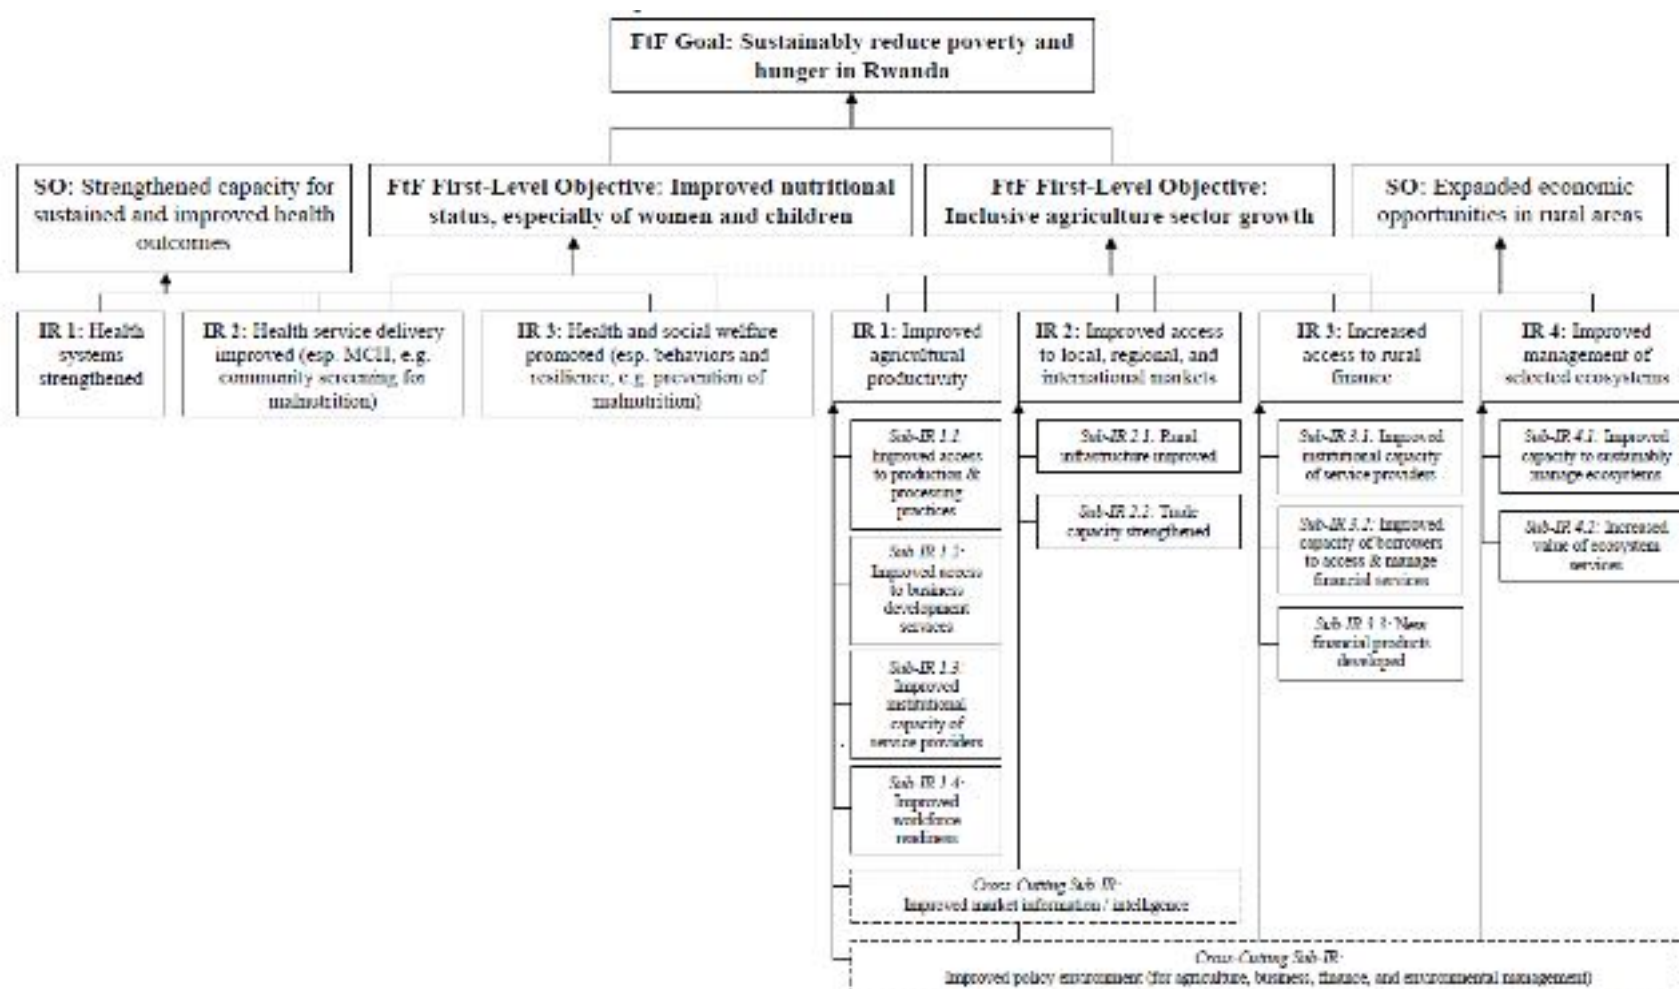 FtF Goal: Sustainably reduce poverty and
hunger in Rwanda
SO: Strengthened capacity for
sustained and improved health
outcomes
FtF First-Level Objective: Improved nutritional
status, especially of women and children
FtF First-Level Objective:
Inclusive agriculture sector growth
SO: Expanded economic
opportunities in rural areas
IR 1: Health
systems
strengthened
IR 2: Health service delivery
improved (esp. MCH, e.g.
community screening for
malnutrition)
IR 3: Health and social welfare
promoted (esp. behaviors and
resilience, e.g. prevention of
malnutrition)
IR 1: Improved
agricultural
productivity
IR 2: Improved access
to local, regional, and
international markets
IR 3: Increased
access to rural
finance
IR 4: Improved
management of
selected ecosystems
Sub-IR 1.1:
Improved access
to production &
processing
practices
Sub-IR 1.2:
Improved access
to business
development
services
Sub-IR 1.3:
Improved
institutional
capacity of
service providers
Sub-IR 1.4:
Improved
workforce
readiness
Sub-IR 2.1: Rural
infrastructure improved
Sub-IR 2.2: Trade
capacity strengthened
Sub-IR 3.1: Improved
institutional capacity
of service providers
Sub-IR 3.2: Improved
capacity of borrowers
to access & manage
financial services
Sub-IR 3.3: New
financial products
developed
Sub-IR 4.1: Improved
capacity to sustainably
manage ecosystems
Sub-IR 4.2: Increased
value of ecosystem
services
Cross-Cutting Sub-IR:
Improved market information / intelligence
Cross-Cutting Sub-IR:
Improved policy environment (for agriculture, business, finance, and environmental management)